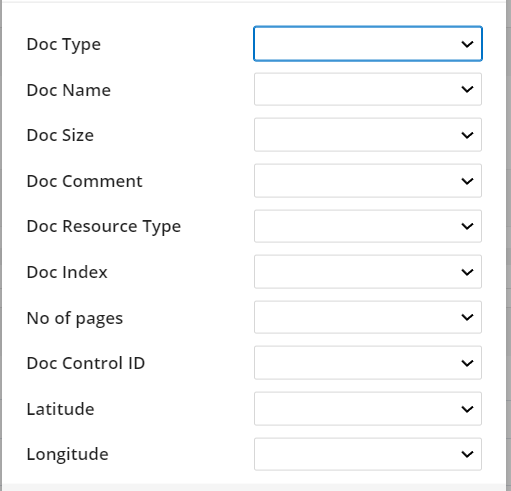 Doc Type
Doc Name
Doc Size
Doc Comment
Doc Resource Type
Doc Index
No of pages
Doc Control ID
Latitude
Longitude